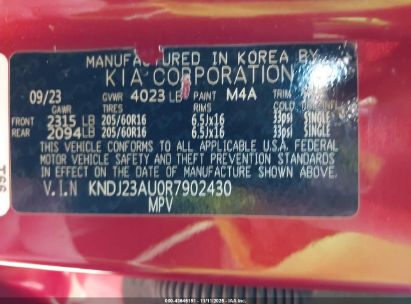 MANUFACTURED IN KOREA BY
KIA CORPORATION
09/23 GVWR 4023 LB PAINT M4A TRIM
GAWR TIRES RIMS COLD
FRONT 2315 LB 205/60R16 6.5Jx16 33psi SINGLE
REAR 2094 LB 205/60R16 6.5Jx16 33psi SINGLE
THIS VEHICLE CONFORMS TO ALL APPLICABLE U.S.A. FEDERAL
MOTOR VEHICLE SAFETY
STANDARDS IN EFFECT ON THE DATE OF MANUFACTURE SHOWN ABOVE.
V.I.N KNDJ23AU0R7902430
MPV